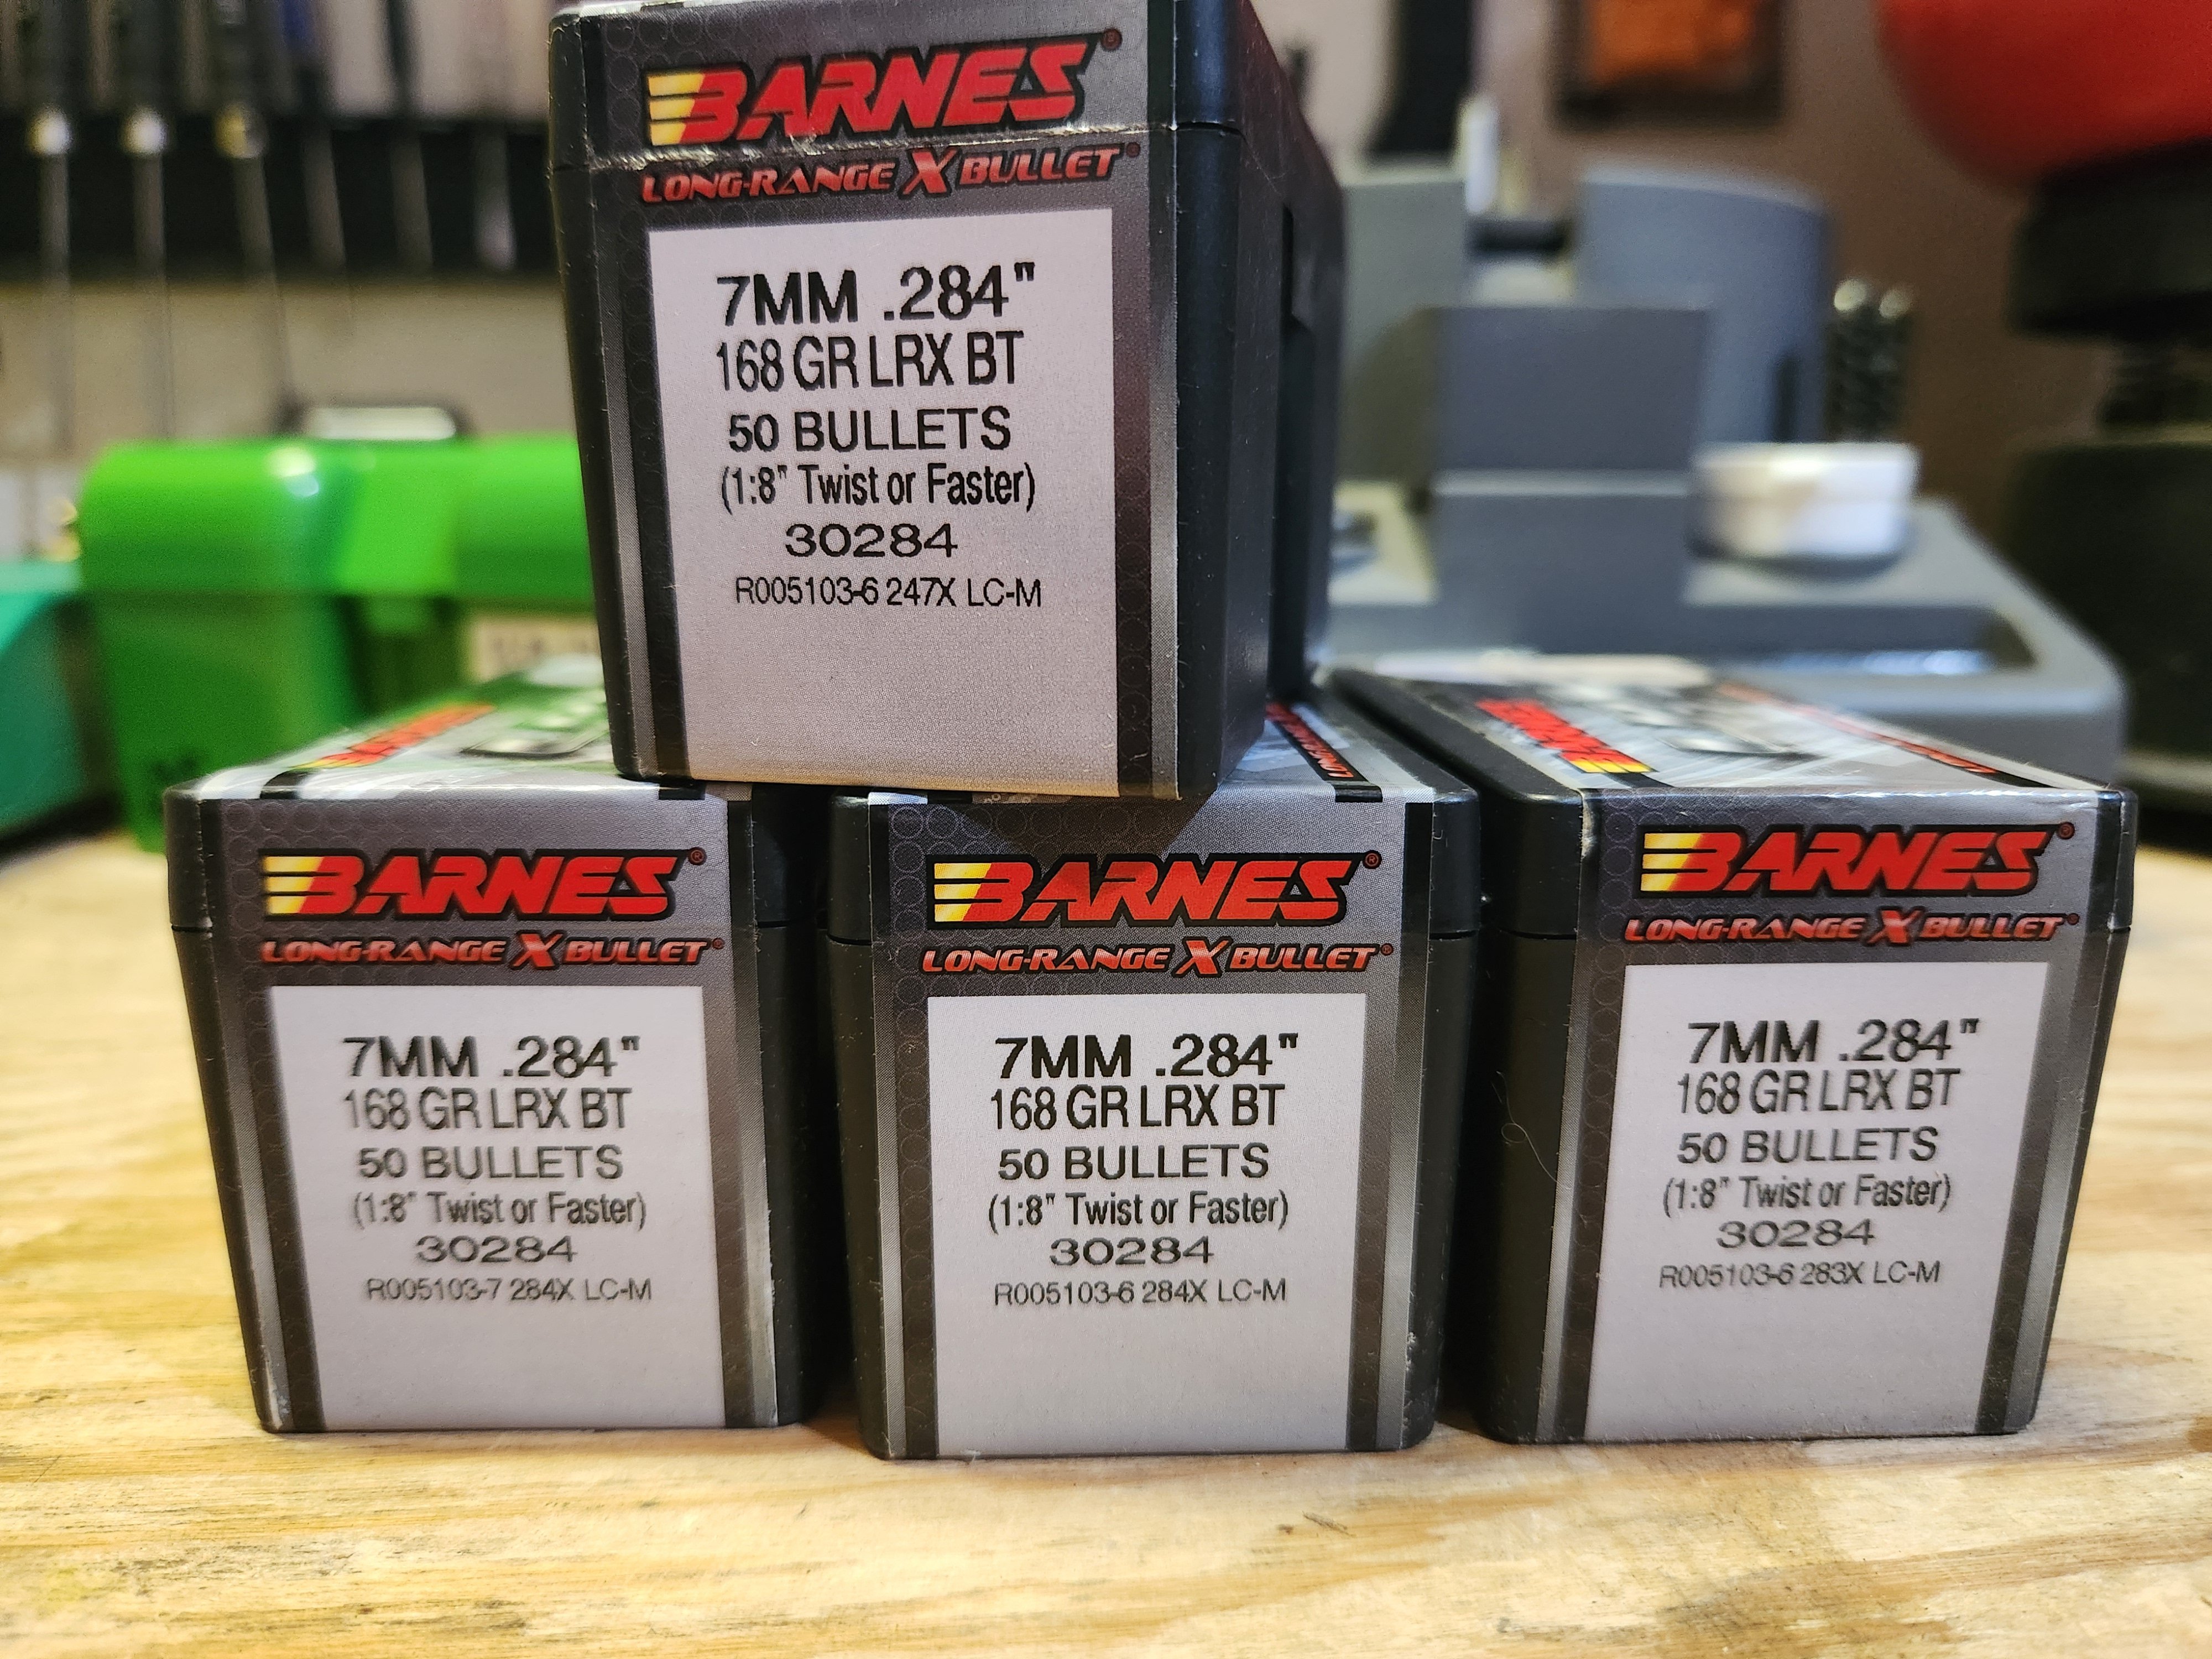 BARNES®
LONG-RANGE X BULLET®
7MM .284"
168 GR LRX BT
50 BULLETS
(1:8" Twist or Faster)
30284
R005103-6 247X LC-M
BARNES®
LONG-RANGE X BULLET®
7MM .284"
168 GR LRX BT
50 BULLETS
(1:8" Twist or Faster)
30284
R005103-7 284X LC-M
BARNES®
LONG-RANGE X BULLET®
7MM .284"
168 GR LRX BT
50 BULLETS
(1:8" Twist or Faster)
30284
R005103-6 284X LC-M
BARNES®
LONG-RANGE X BULLET®
7MM .284"
168 GR LRX BT
50 BULLETS
(1:8" Twist or Faster)
30284
R005103-6 283X LC-M